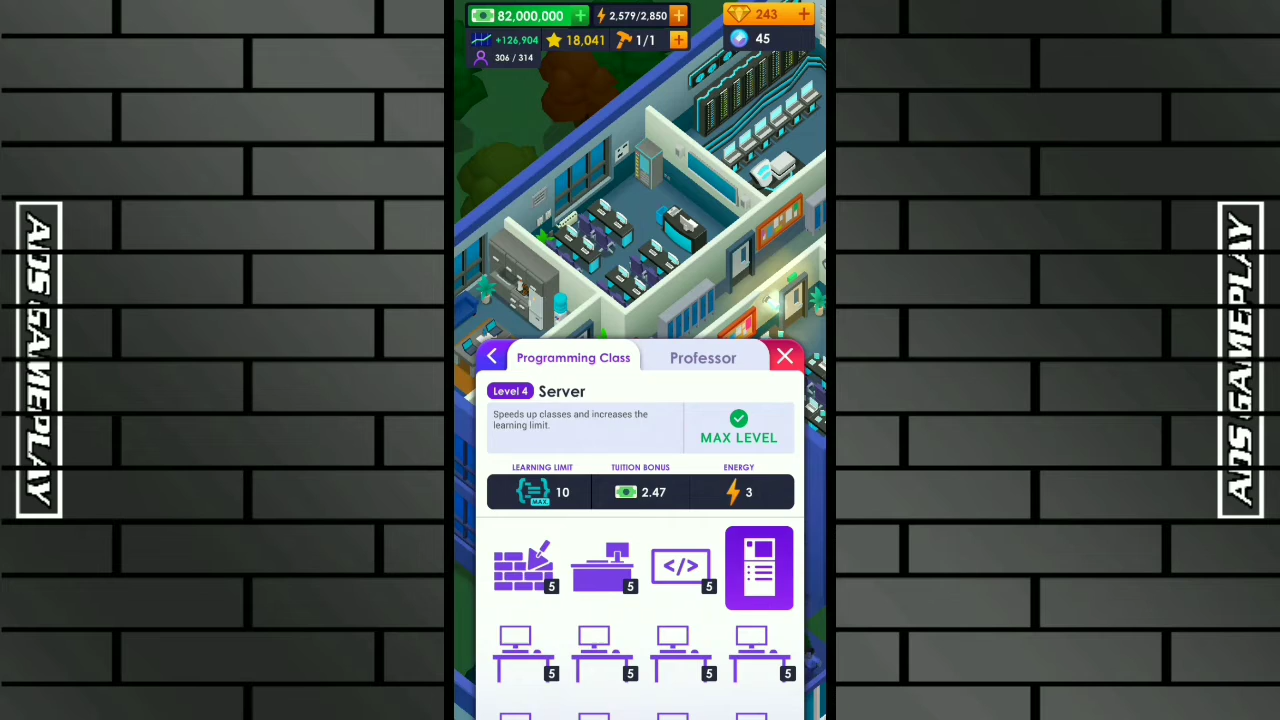 82,000,000
2,579/2,850
243
+126,904
18,041
1/1
45
306 / 314
ADS GAMEPLAY
ADS GAMEPLAY
Programming Class
Professor
Level 4
Server
Speeds up classes and increases the
learning limit.
MAX LEVEL
LEARNING LIMIT
TUITION BONUS
ENERGY
MAX
10
2.47
3
5
5
</>
5
5
5
5
5